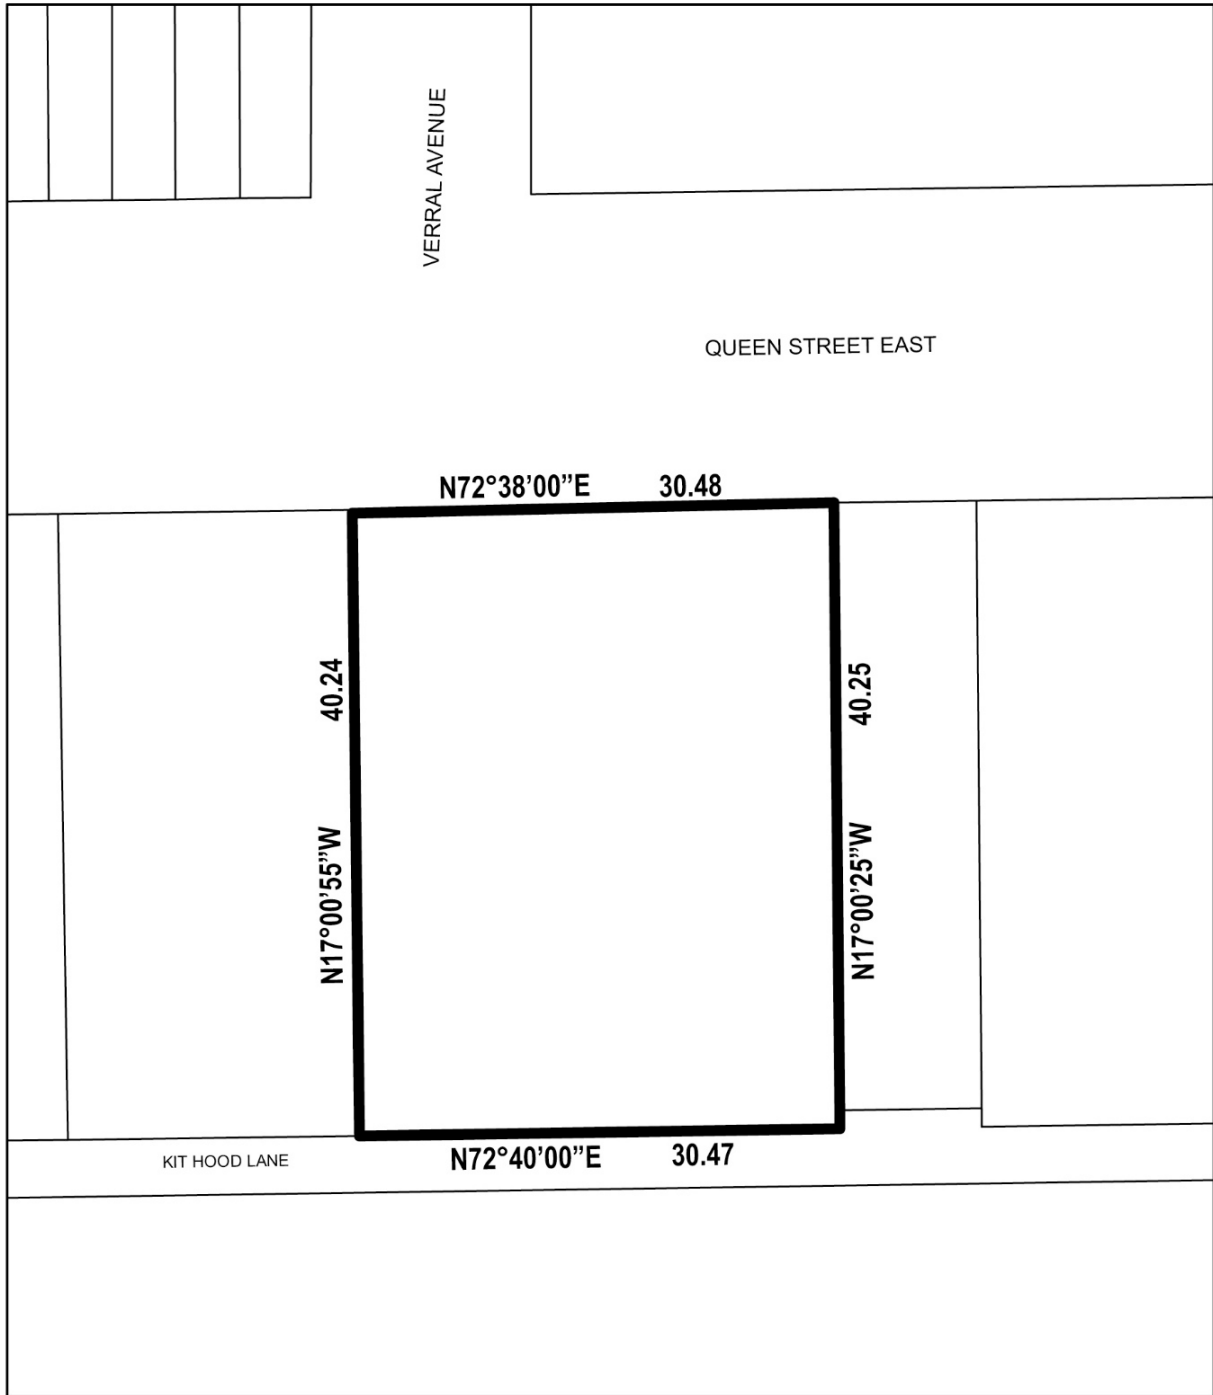 VERRAL AVENUE
QUEEN STREET EAST
N72°38’00”E 30.48
40.24
40.25
N17°00’55”W
N17°00’25”W
N72°40’00”E 30.47
KIT HOOD LANE